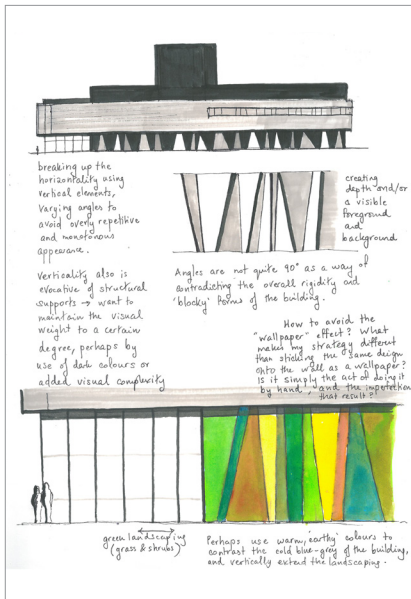 breaking up the
horizontality using
vertical elements,
varying angles to
avoid overly repetitive
and monotonous
appearance.
creating
depth and/or
a visible
foreground
and
background
Verticality also is
evocative of structural
supports → want to
maintain the visual
weight to a certain
degree, perhaps by
use of dark colours or
added visual complexity
Angles are not quite 90° as a way of
contradicting the overall rigidity and
'blocky' forms of the building.
How to avoid the
"wallpaper" effect? What
makes my strategy different
than sticking the same design
onto the wall as a wallpaper?
Is it simply the act of doing it
by hand, and the imperfections
that result?!
green landscaping
(grass & shrubs)
Perhaps use warm, 'earthy' colours to
contrast the cold blue-grey of the building,
and vertically extend the landscaping.